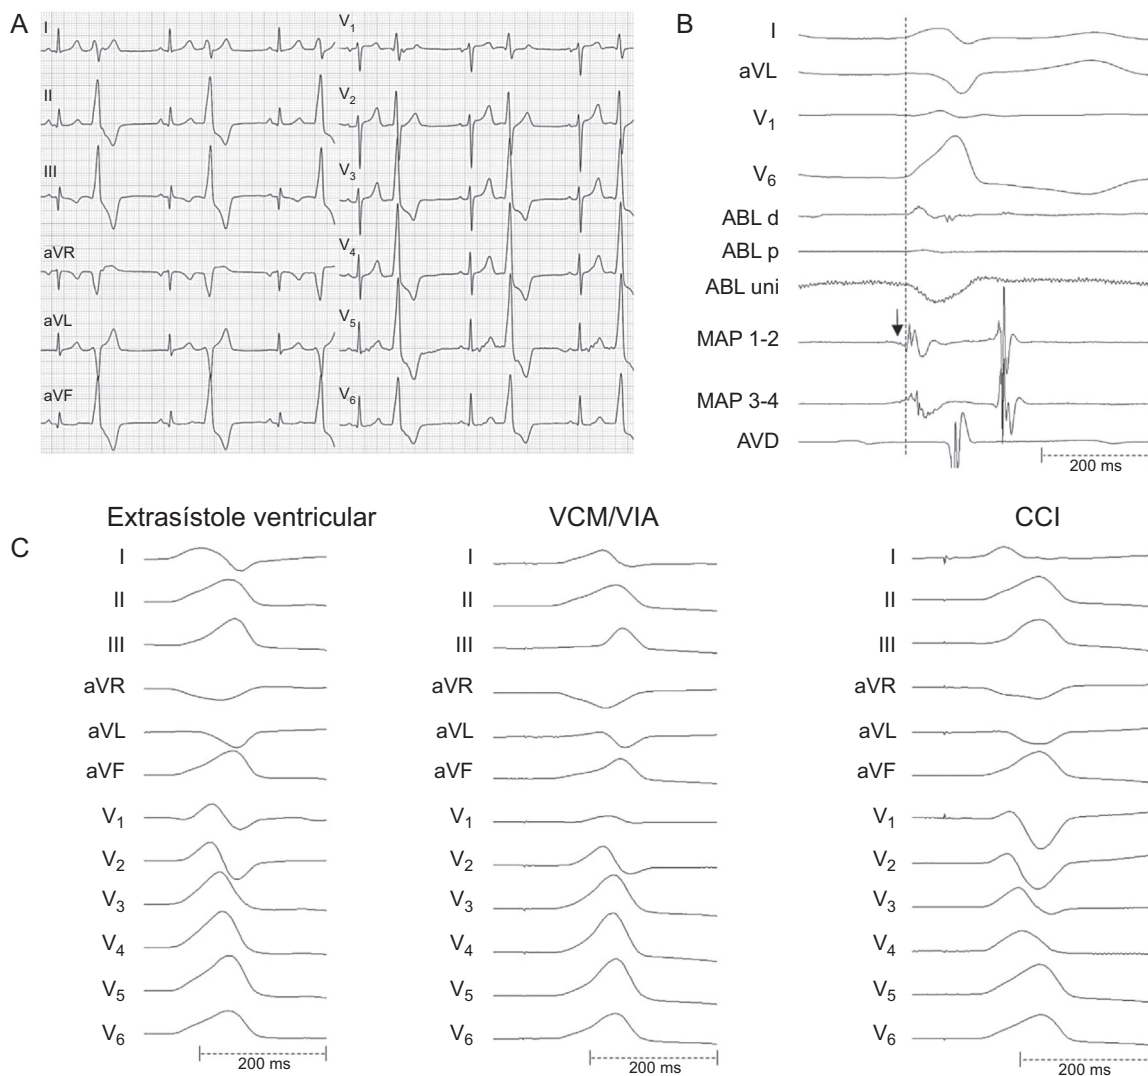 A
I
II
III
aVR
aVL
aVF
V1
V2
V3
V4
V5
V6
B
I
aVL
V1
V6
ABL d
ABL p
ABL uni
MAP 1-2
MAP 3-4
AVD
200 ms
C
Extrasístole ventricular
I
II
III
aVR
aVL
aVF
V1
V2
V3
V4
V5
V6
200 ms
VCM/VIA
I
II
III
aVR
aVL
aVF
V1
V2
V3
V4
V5
V6
200 ms
CCI
I
II
III
aVR
aVL
aVF
V1
V2
V3
V4
V5
V6
200 ms